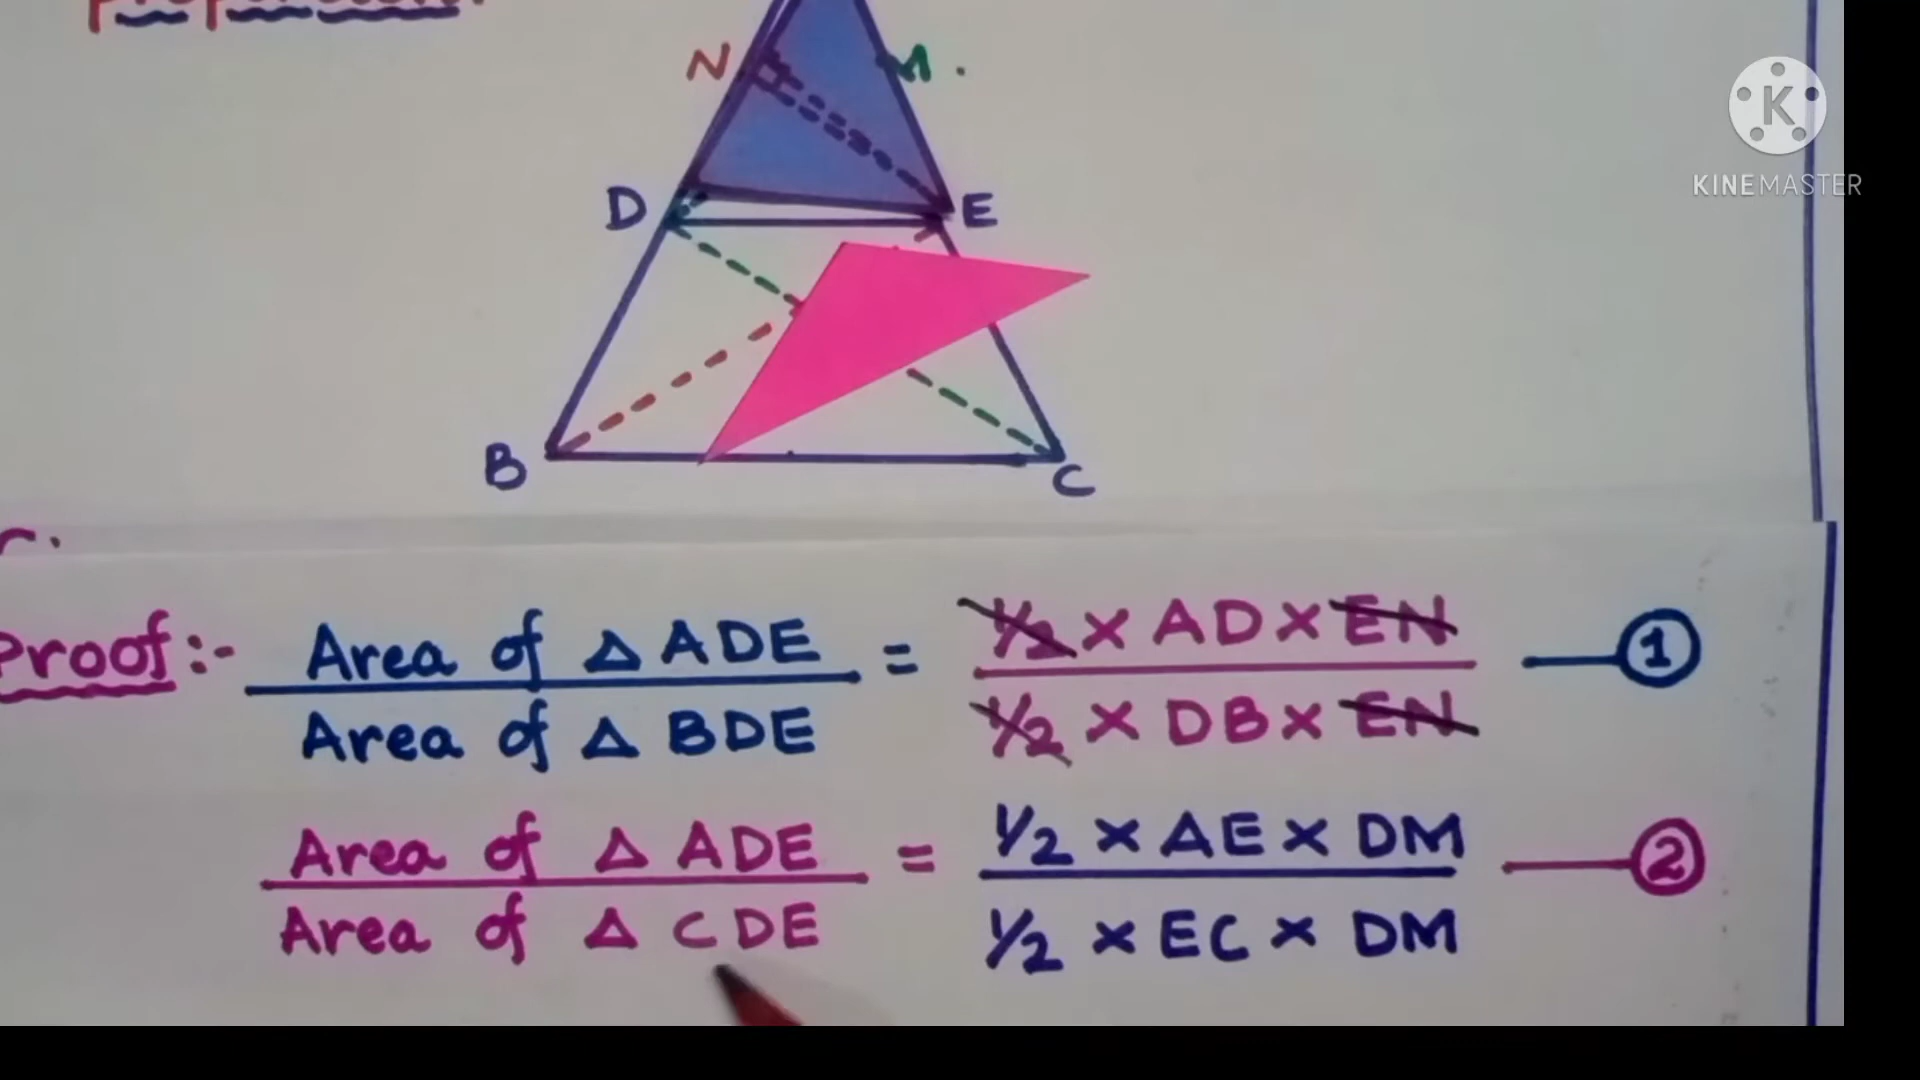 N
M.
D
E
B
C
r.
Proof:- Area of Δ ADE / Area of Δ BDE = 1/2 × AD × EN / 1/2 × DB × EN — 1
Area of Δ ADE / Area of Δ CDE = 1/2 × AE × DM / 1/2 × EC × DM — 2
K
KINEMASTER